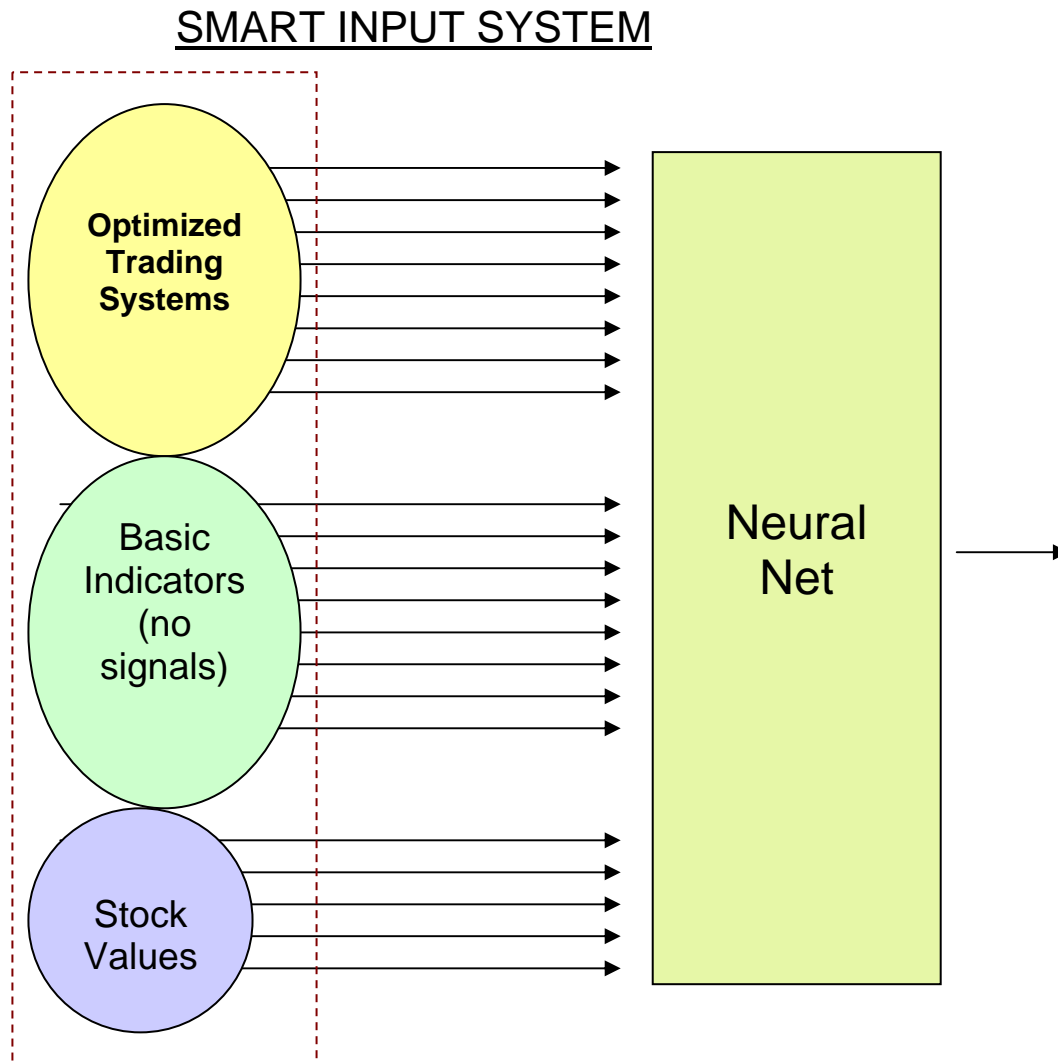 SMART INPUT SYSTEM
Optimized
Trading
Systems
Basic
Indicators
(no
signals)
Stock
Values
Neural
Net